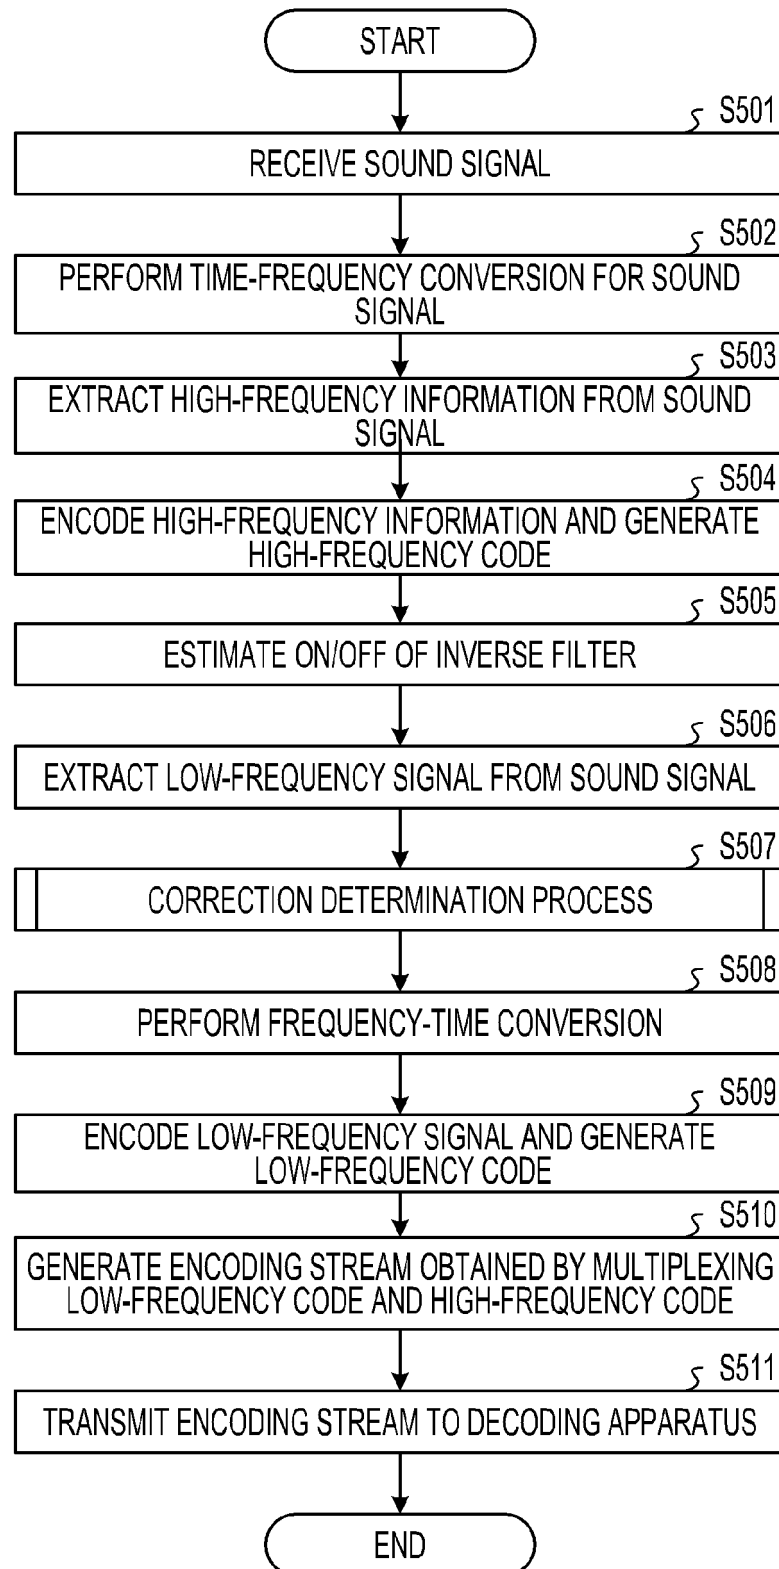 START
S501
RECEIVE SOUND SIGNAL
S502
PERFORM TIME-FREQUENCY CONVERSION FOR SOUND
SIGNAL
S503
EXTRACT HIGH-FREQUENCY INFORMATION FROM SOUND
SIGNAL
S504
ENCODE HIGH-FREQUENCY INFORMATION AND GENERATE
HIGH-FREQUENCY CODE
S505
ESTIMATE ON/OFF OF INVERSE FILTER
S506
EXTRACT LOW-FREQUENCY SIGNAL FROM SOUND SIGNAL
S507
CORRECTION DETERMINATION PROCESS
S508
PERFORM FREQUENCY-TIME CONVERSION
S509
ENCODE LOW-FREQUENCY SIGNAL AND GENERATE
LOW-FREQUENCY CODE
S510
GENERATE ENCODING STREAM OBTAINED BY MULTIPLEXING
LOW-FREQUENCY CODE AND HIGH-FREQUENCY CODE
S511
TRANSMIT ENCODING STREAM TO DECODING APPARATUS
END